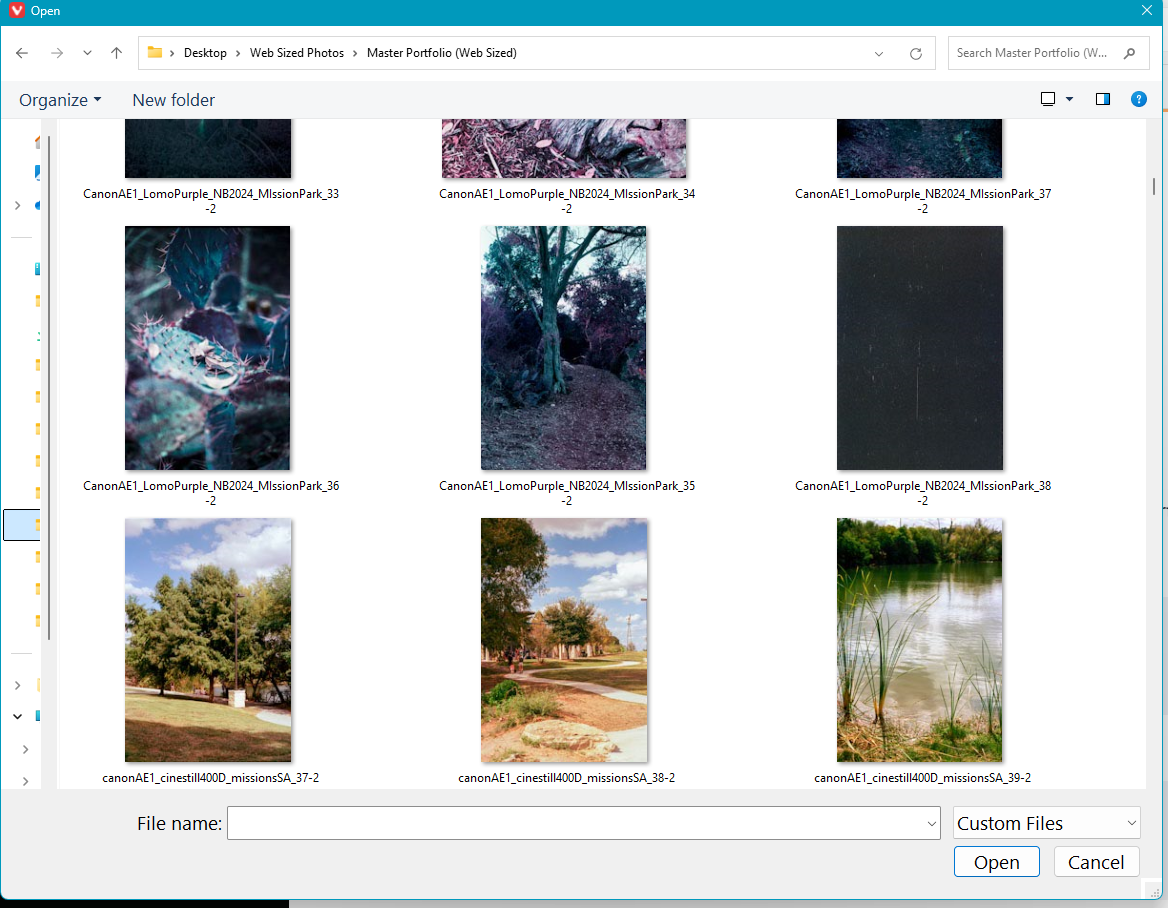 Open
Desktop > Web Sized Photos > Master Portfolio (Web Sized)
Search Master Portfolio (W...
Organize
New folder
?
CanonAE1_LomoPurple_NB2024_MIssionPark_33
-2
CanonAE1_LomoPurple_NB2024_MIssionPark_34
-2
CanonAE1_LomoPurple_NB2024_MIssionPark_37
-2
CanonAE1_LomoPurple_NB2024_MIssionPark_36
-2
CanonAE1_LomoPurple_NB2024_MIssionPark_35
-2
CanonAE1_LomoPurple_NB2024_MIssionPark_38
-2
canonAE1_cinestill400D_missionsSA_37-2
canonAE1_cinestill400D_missionsSA_38-2
canonAE1_cinestill400D_missionsSA_39-2
File name:
Custom Files
Open
Cancel